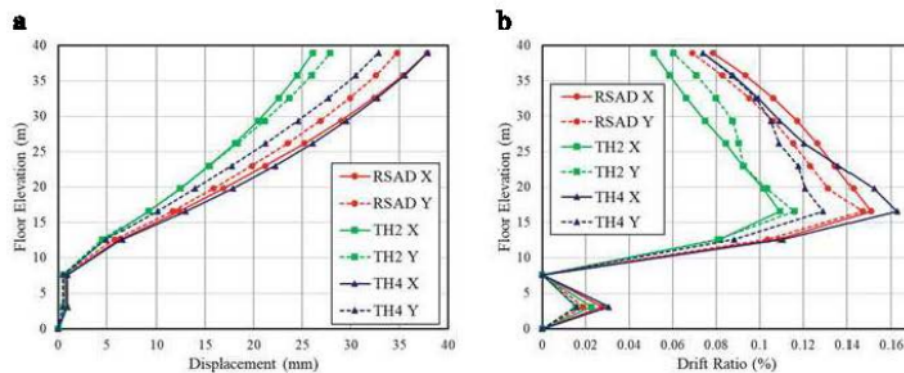 a
40
35
30
25
20
15
10
5
0
Floor Elevation (m)
0 5 10 15 20 25 30 35 40
Displacement (mm)
RSAD X
RSAD Y
TH2 X
TH2 Y
TH4 X
TH4 Y
b
40
35
30
25
20
15
10
5
0
Floor Elevation (m)
0 0.02 0.04 0.06 0.08 0.1 0.12 0.14 0.16
Drift Ratio (%)
RSAD X
RSAD Y
TH2 X
TH2 Y
TH4 X
TH4 Y